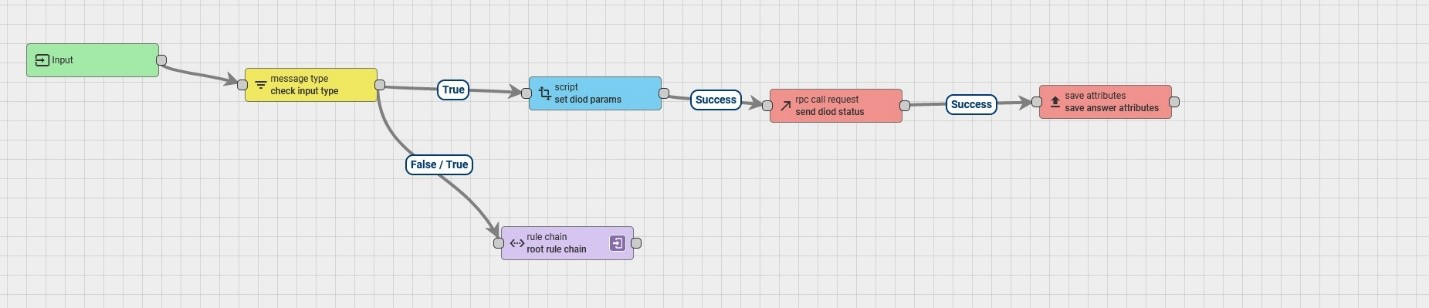 Input
message type
check input type
True
script
set diod params
Success
rpc call request
send diod status
Success
save attributes
save answer attributes
False / True
rule chain
root rule chain